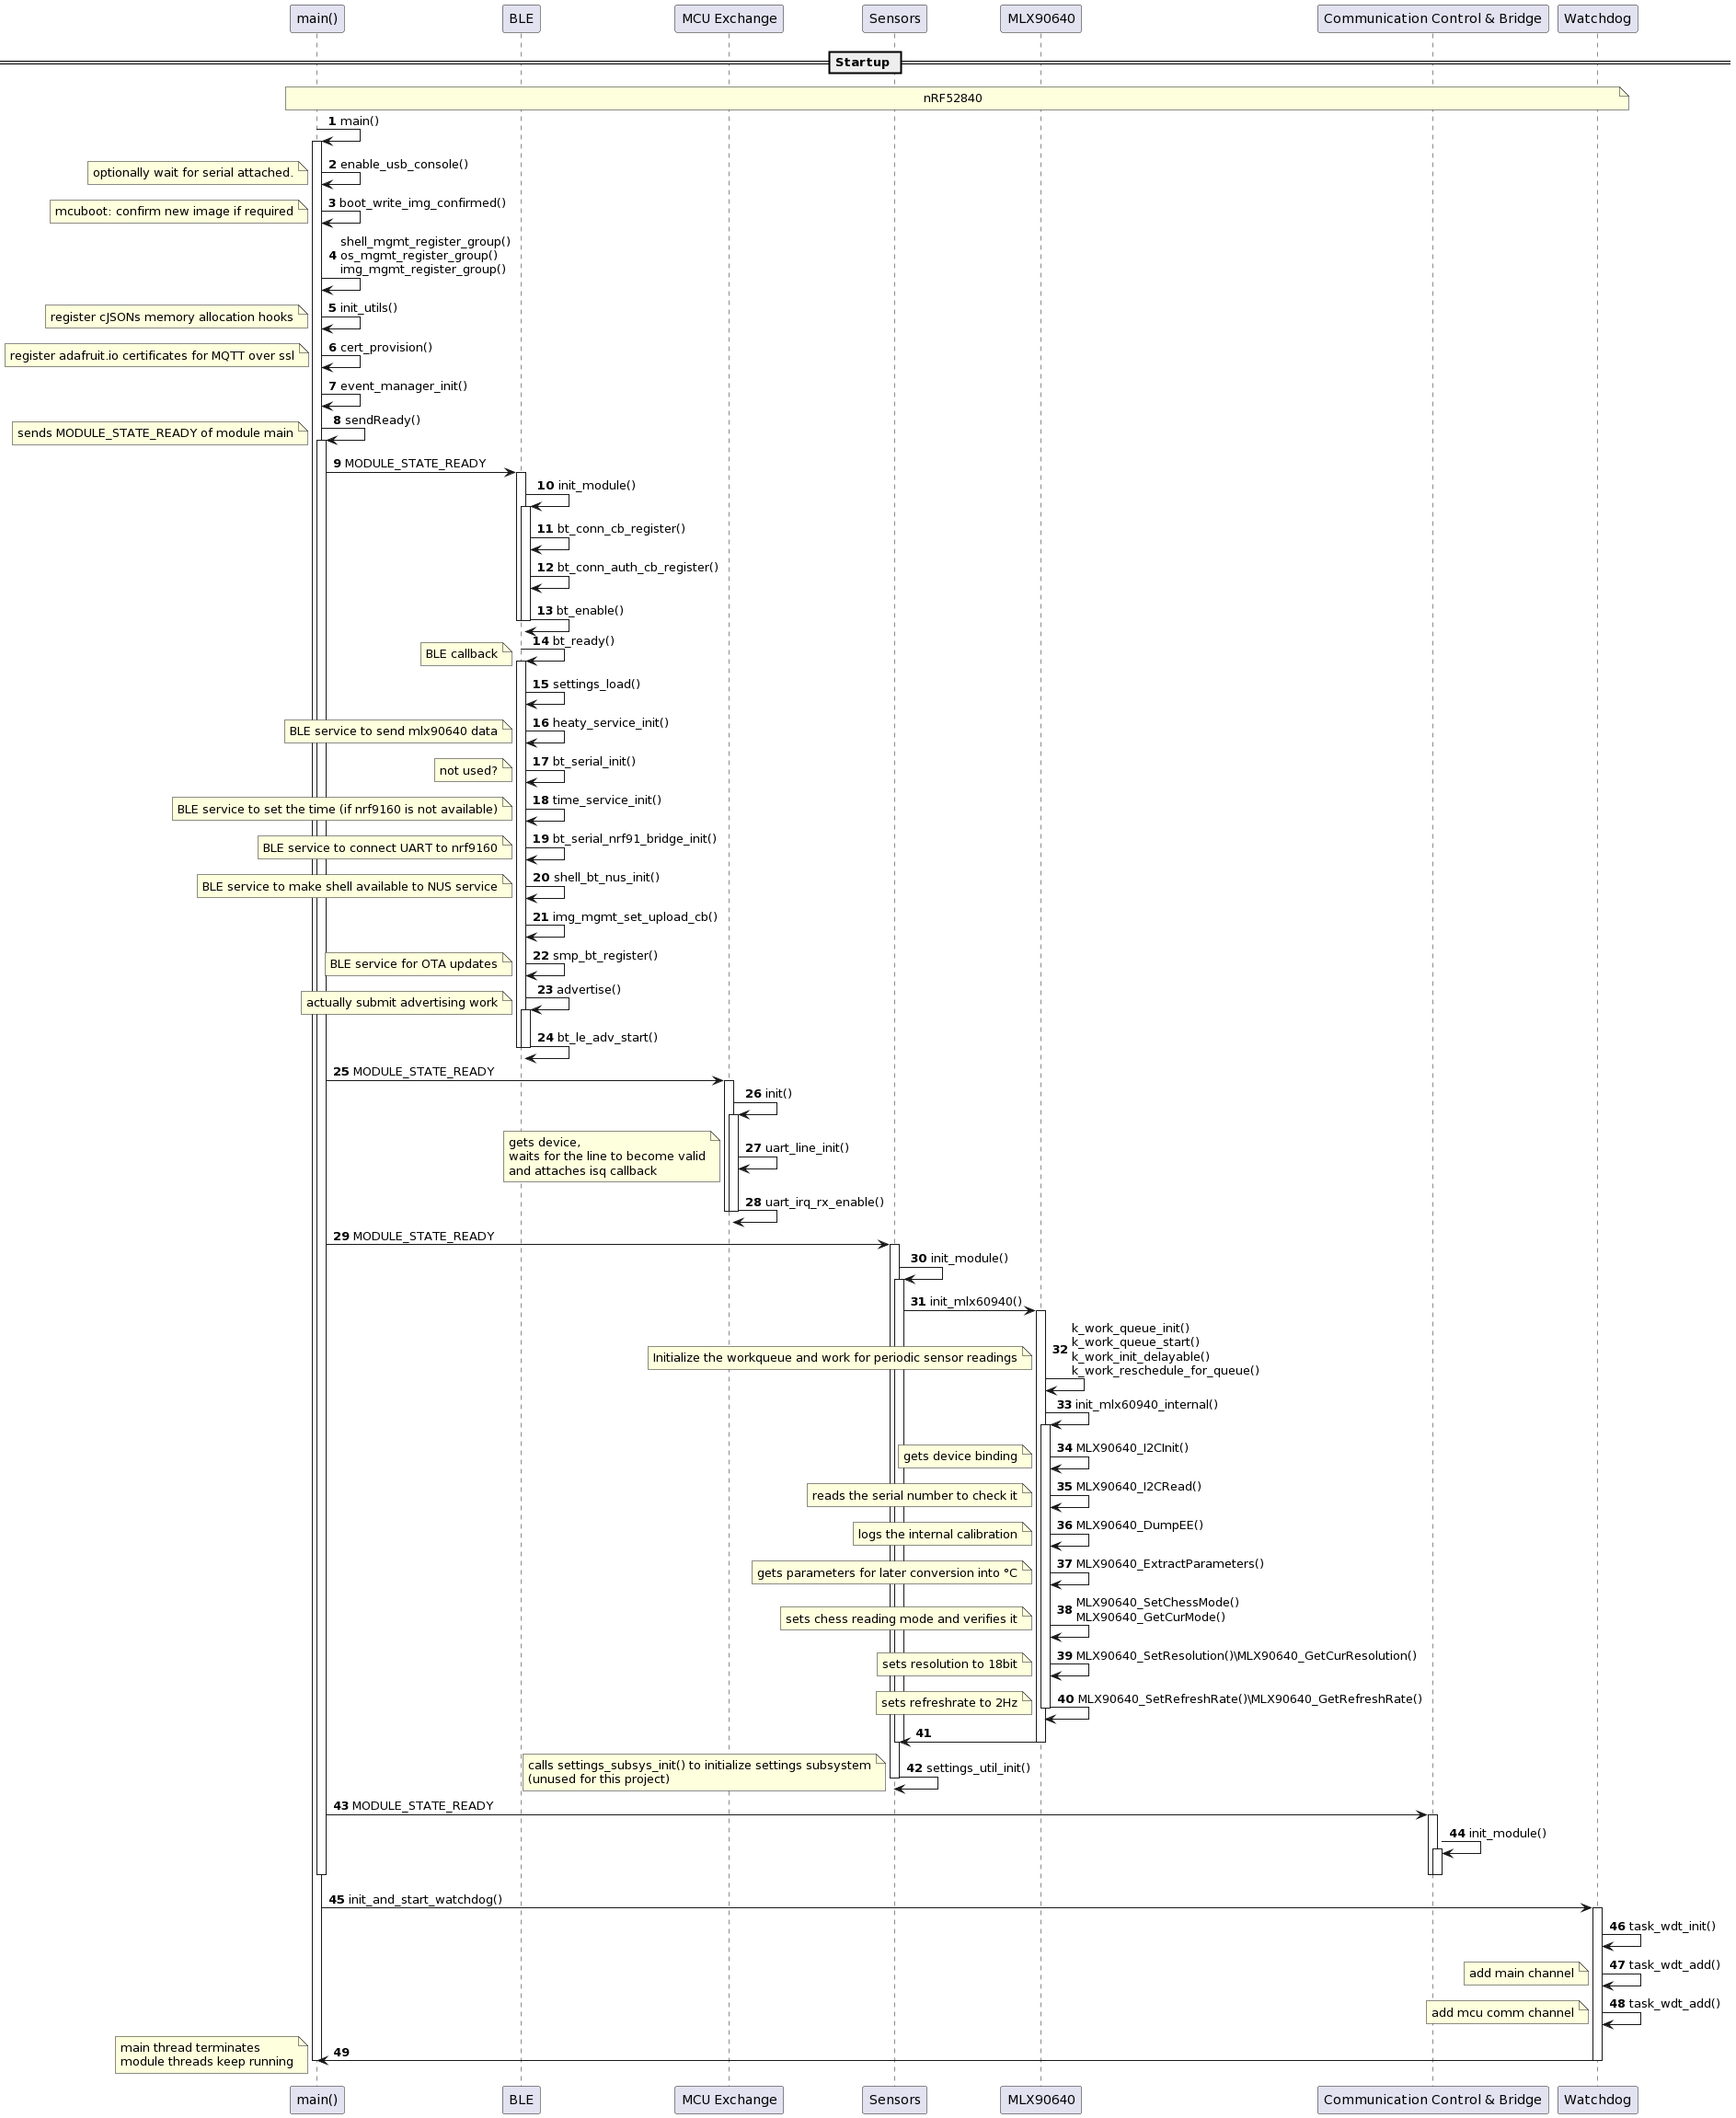 main()
BLE
MCU Exchange
Sensors
MLX90640
Communication Control & Bridge
Watchdog
Startup
nRF52840
1 main()
2 enable_usb_console()
optionally wait for serial attached.
3 boot_write_img_confirmed()
mcuboot: confirm new image if required
shell_mgmt_register_group()
4 os_mgmt_register_group()
img_mgmt_register_group()
5 init_utils()
register cJSONs memory allocation hooks
6 cert_provision()
register adafruit.io certificates for MQTT over ssl
7 event_manager_init()
8 sendReady()
sends MODULE_STATE_READY of module main
9 MODULE_STATE_READY
10 init_module()
11 bt_conn_cb_register()
12 bt_conn_auth_cb_register()
13 bt_enable()
14 bt_ready()
BLE callback
15 settings_load()
16 heaty_service_init()
BLE service to send mlx90640 data
17 bt_serial_init()
not used?
18 time_service_init()
BLE service to set the time (if nrf9160 is not available)
19 bt_serial_nrf91_bridge_init()
BLE service to connect UART to nrf9160
20 shell_bt_nus_init()
BLE service to make shell available to NUS service
21 img_mgmt_set_upload_cb()
22 smp_bt_register()
BLE service for OTA updates
23 advertise()
actually submit advertising work
24 bt_le_adv_start()
25 MODULE_STATE_READY
26 init()
gets device,
waits for the line to become valid
and attaches isq callback
27 uart_line_init()
28 uart_irq_rx_enable()
29 MODULE_STATE_READY
30 init_module()
31 init_mlx60940()
k_work_queue_init()
k_work_queue_start()
32
k_work_init_delayable()
k_work_reschedule_for_queue()
Initialize the workqueue and work for periodic sensor readings
33 init_mlx60940_internal()
34 MLX90640_I2CInit()
gets device binding
35 MLX90640_I2CRead()
reads the serial number to check it
36 MLX90640_DumpEE()
logs the internal calibration
37 MLX90640_ExtractParameters()
gets parameters for later conversion into °C
38 MLX90640_SetChessMode()
MLX90640_GetCurMode()
sets chess reading mode and verifies it
39 MLX90640_SetResolution()\MLX90640_GetCurResolution()
sets resolution to 18bit
40 MLX90640_SetRefreshRate()\MLX90640_GetRefreshRate()
sets refreshrate to 2Hz
41
calls settings_subsys_init() to initialize settings subsystem
(unused for this project)
42 settings_util_init()
43 MODULE_STATE_READY
44 init_module()
45 init_and_start_watchdog()
46 task_wdt_init()
47 task_wdt_add()
add main channel
48 task_wdt_add()
add mcu comm channel
49
main thread terminates
module threads keep running
main()
BLE
MCU Exchange
Sensors
MLX90640
Communication Control & Bridge
Watchdog